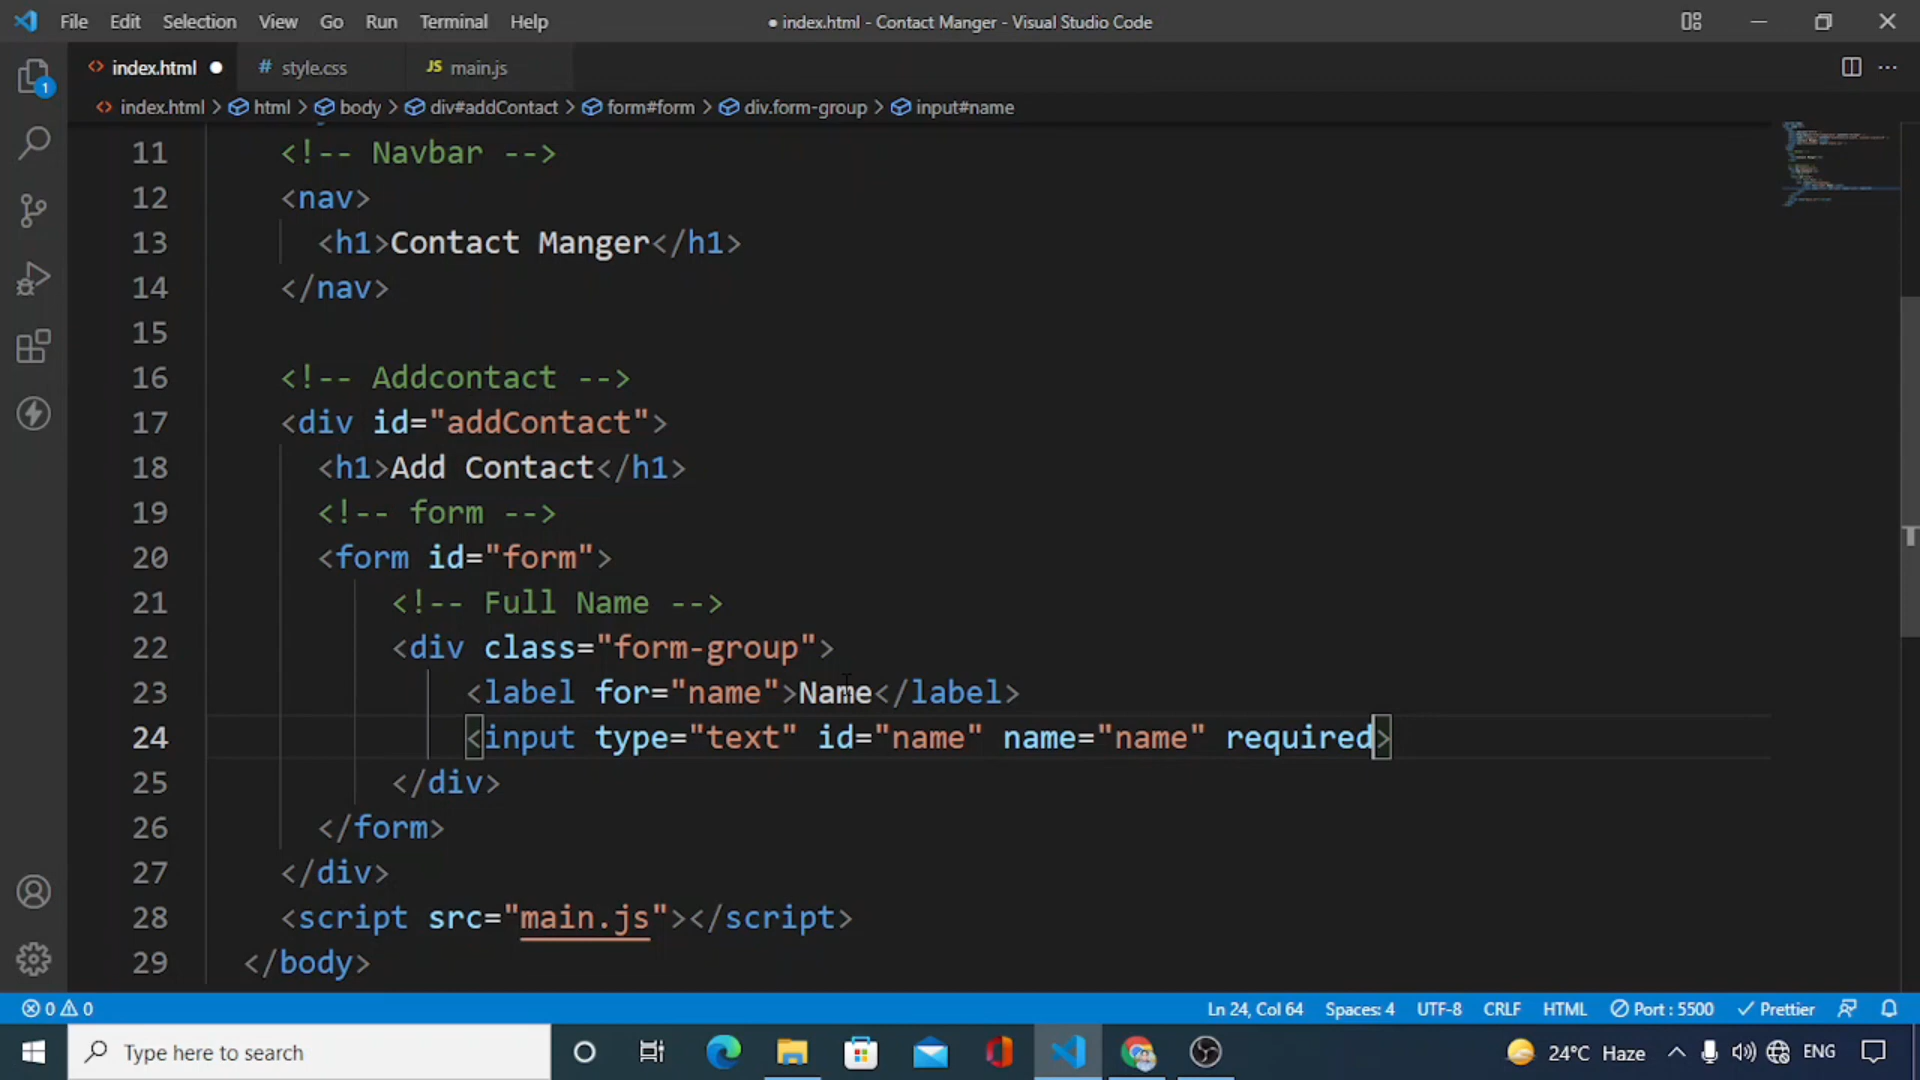 File Edit Selection View Go Run Terminal Help ● index.html - Contact Manger - Visual Studio Code
<> index.html ● # style.css JS main.js
<> index.html > html > body > div#addContact > form#form > div.form-group > input#name
11 <!-- Navbar -->
12 <nav>
13 <h1>Contact Manger</h1>
14 </nav>
15
16 <!-- Addcontact -->
17 <div id="addContact">
18 <h1>Add Contact</h1>
19 <!-- form -->
20 <form id="form">
21 <!-- Full Name -->
22 <div class="form-group">
23 <label for="name">Name</label>
24 <input type="text" id="name" name="name" required>
25 </div>
26 </form>
27 </div>
28 <script src="main.js"></script>
29 </body>
1
0 0 Ln 24, Col 64 Spaces: 4 UTF-8 CRLF HTML Port : 5500 Prettier
Type here to search 24°C Haze ENG